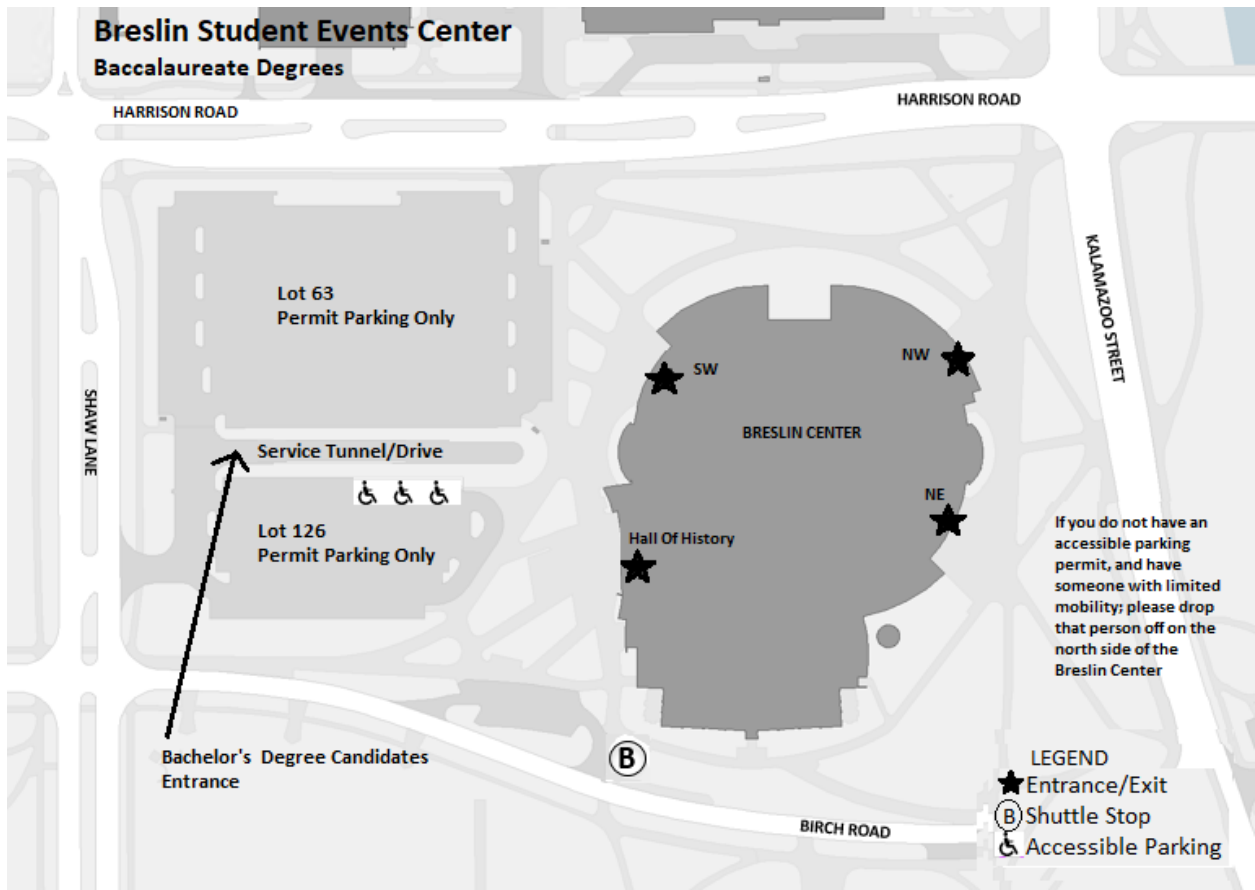 Breslin Student Events Center
Baccalaureate Degrees
HARRISON ROAD
HARRISON ROAD
KALAMAZOO STREET
Lot 63
Permit Parking Only
SW
NW
SHAW LANE
BRESLIN CENTER
Service Tunnel/Drive
NE
Lot 126
Permit Parking Only
Hall Of History
If you do not have an
accessible parking
permit, and have
someone with limited
mobility; please drop
that person off on the
north side of the
Breslin Center
Bachelor's Degree Candidates
Entrance
B
BIRCH ROAD
LEGEND
Entrance/Exit
B Shuttle Stop
Accessible Parking